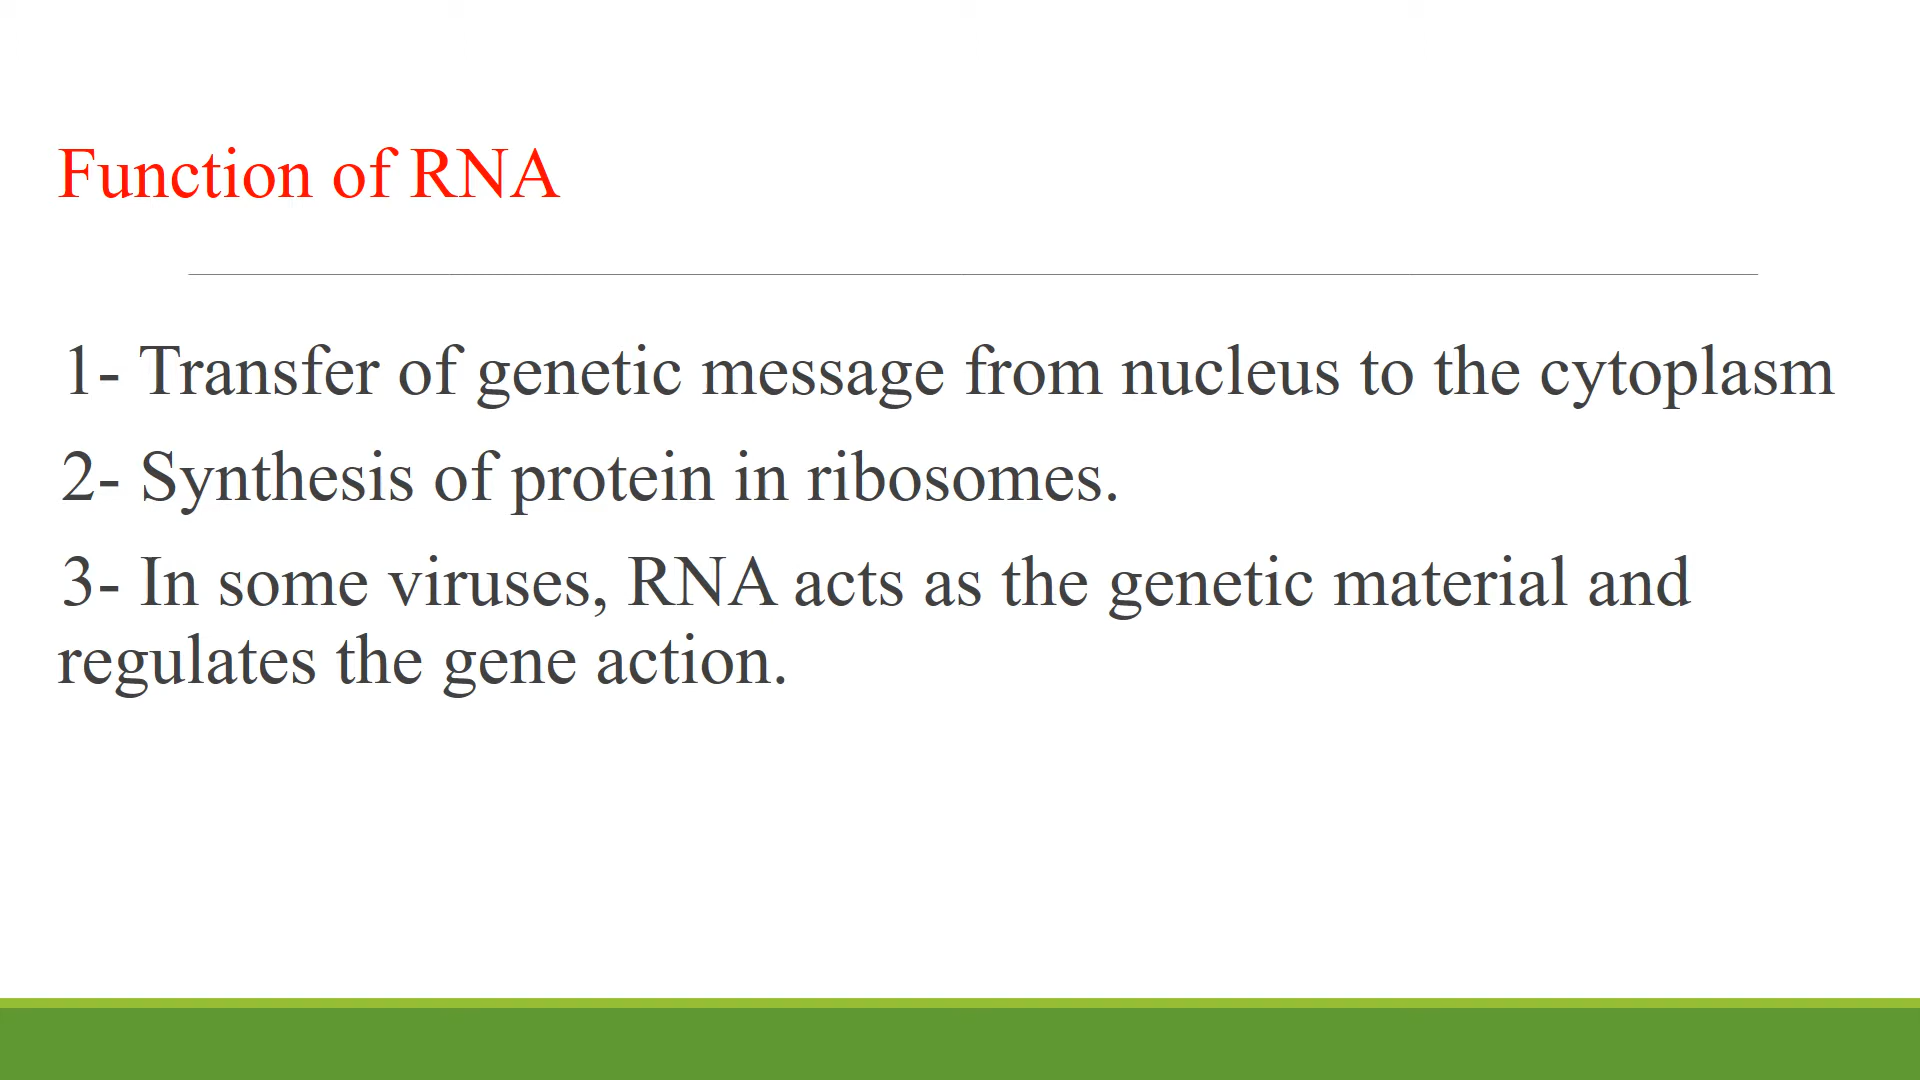 Function of RNA
1- Transfer of genetic message from nucleus to the cytoplasm
2- Synthesis of protein in ribosomes.
3- In some viruses, RNA acts as the genetic material and
regulates the gene action.